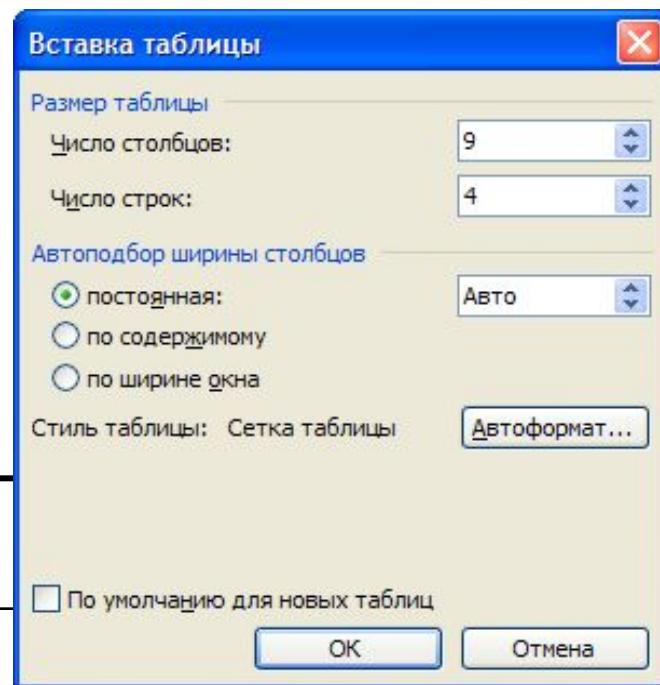 Вставка таблицы
Размер таблицы
Число столбцов: 9
Число строк: 4
Автоподбор ширины столбцов
постоянная: Авто
по содержимому
по ширине окна
Стиль таблицы: Сетка таблицы Автоформат...
По умолчанию для новых таблиц
ОК Отмена